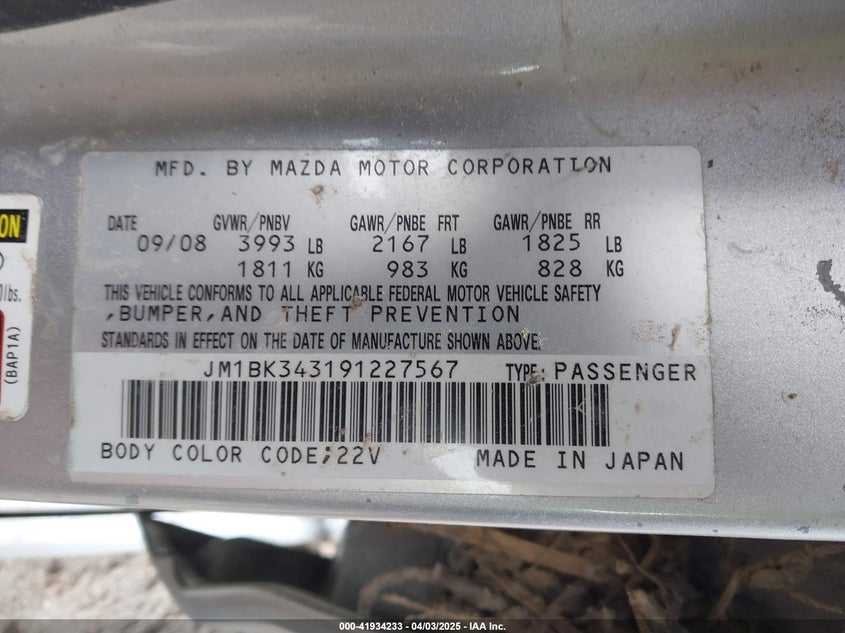 MFD. BY MAZDA MOTOR CORPORATION
DATE GVWR/PNBV GAWR/PNBE FRT GAWR/PNBE RR
09/08 3993 LB 2167 LB 1825 LB
1811 KG 983 KG 828 KG
THIS VEHICLE CONFORMS TO ALL APPLICABLE FEDERAL MOTOR VEHICLE SAFETY
,BUMPER,AND THEFT PREVENTION
STANDARDS IN EFFECT ON THE DATE OF MANUFACTURE SHOWN ABOVE.
JM1BK343191227567 TYPE: PASSENGER
BODY COLOR CODE;22V MADE IN JAPAN
ON
lbs.
(BAP1A)
000-41934233 - 04/03/2025 - IAA Inc.